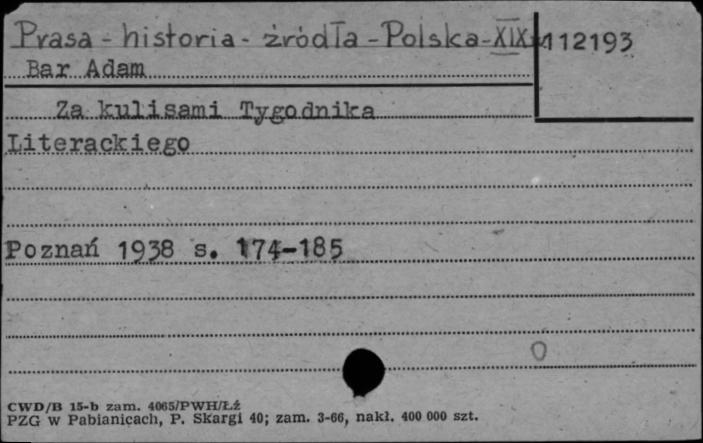 Prasa - historia - źródła - Polska - XIX w.
112193
Bar Adam
Za kulisami Tygodnika
Literackiego
Poznań 1938 s. 174-185
O
CWD/B 15-b zam. 4065/PWH/Łź
PZG w Pabianicach, P. Skargi 40; zam. 3-66, nakł. 400 000 szt.